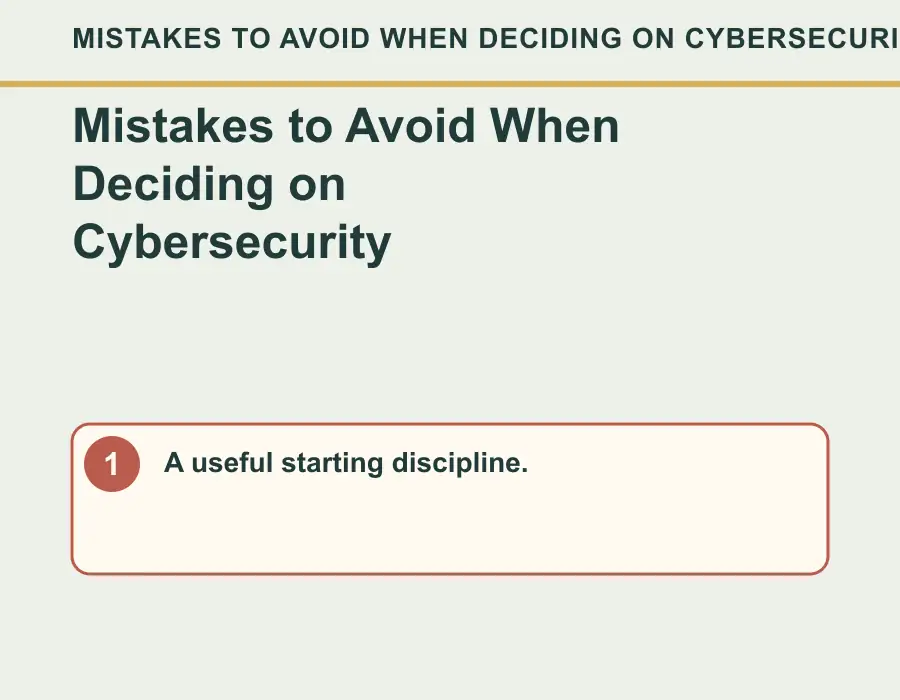 MISTAKES TO AVOID WHEN DECIDING ON CYBERSECURI
Mistakes to Avoid When
Deciding on
Cybersecurity
1
A useful starting discipline.